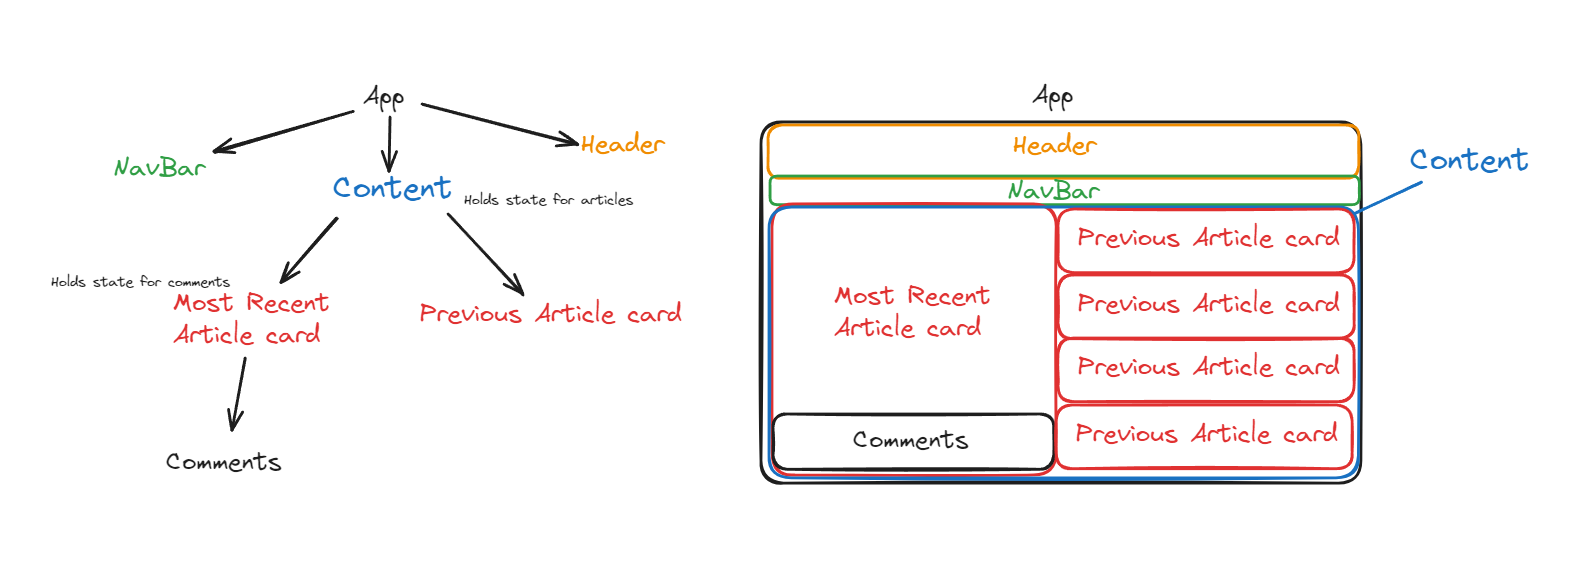 App
NavBar
Header
Content
Holds state for articles
Holds state for comments
Most Recent
Article card
Previous Article card
Comments
App
Header
NavBar
Content
Most Recent
Article card
Comments
Previous Article card
Previous Article card
Previous Article card
Previous Article card